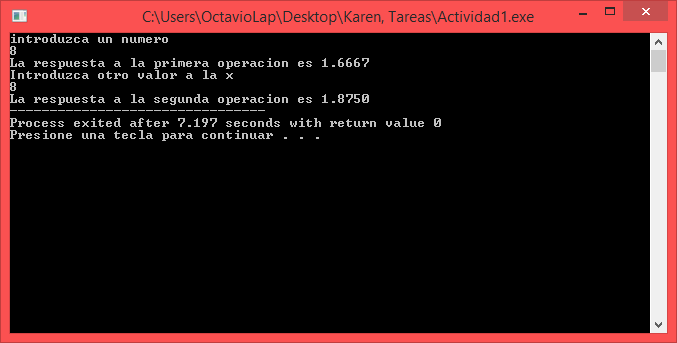 C:\Users\OctavioLap\Desktop\Karen, Tareas\Actividad1.exe
introduzca un numero
8
La respuesta a la primera operacion es 1.6667
Introduzca otro valor a la x
8
La respuesta a la segunda operacion es 1.8750
--------------------------------
Process exited after 7.197 seconds with return value 0
Presione una tecla para continuar . . .